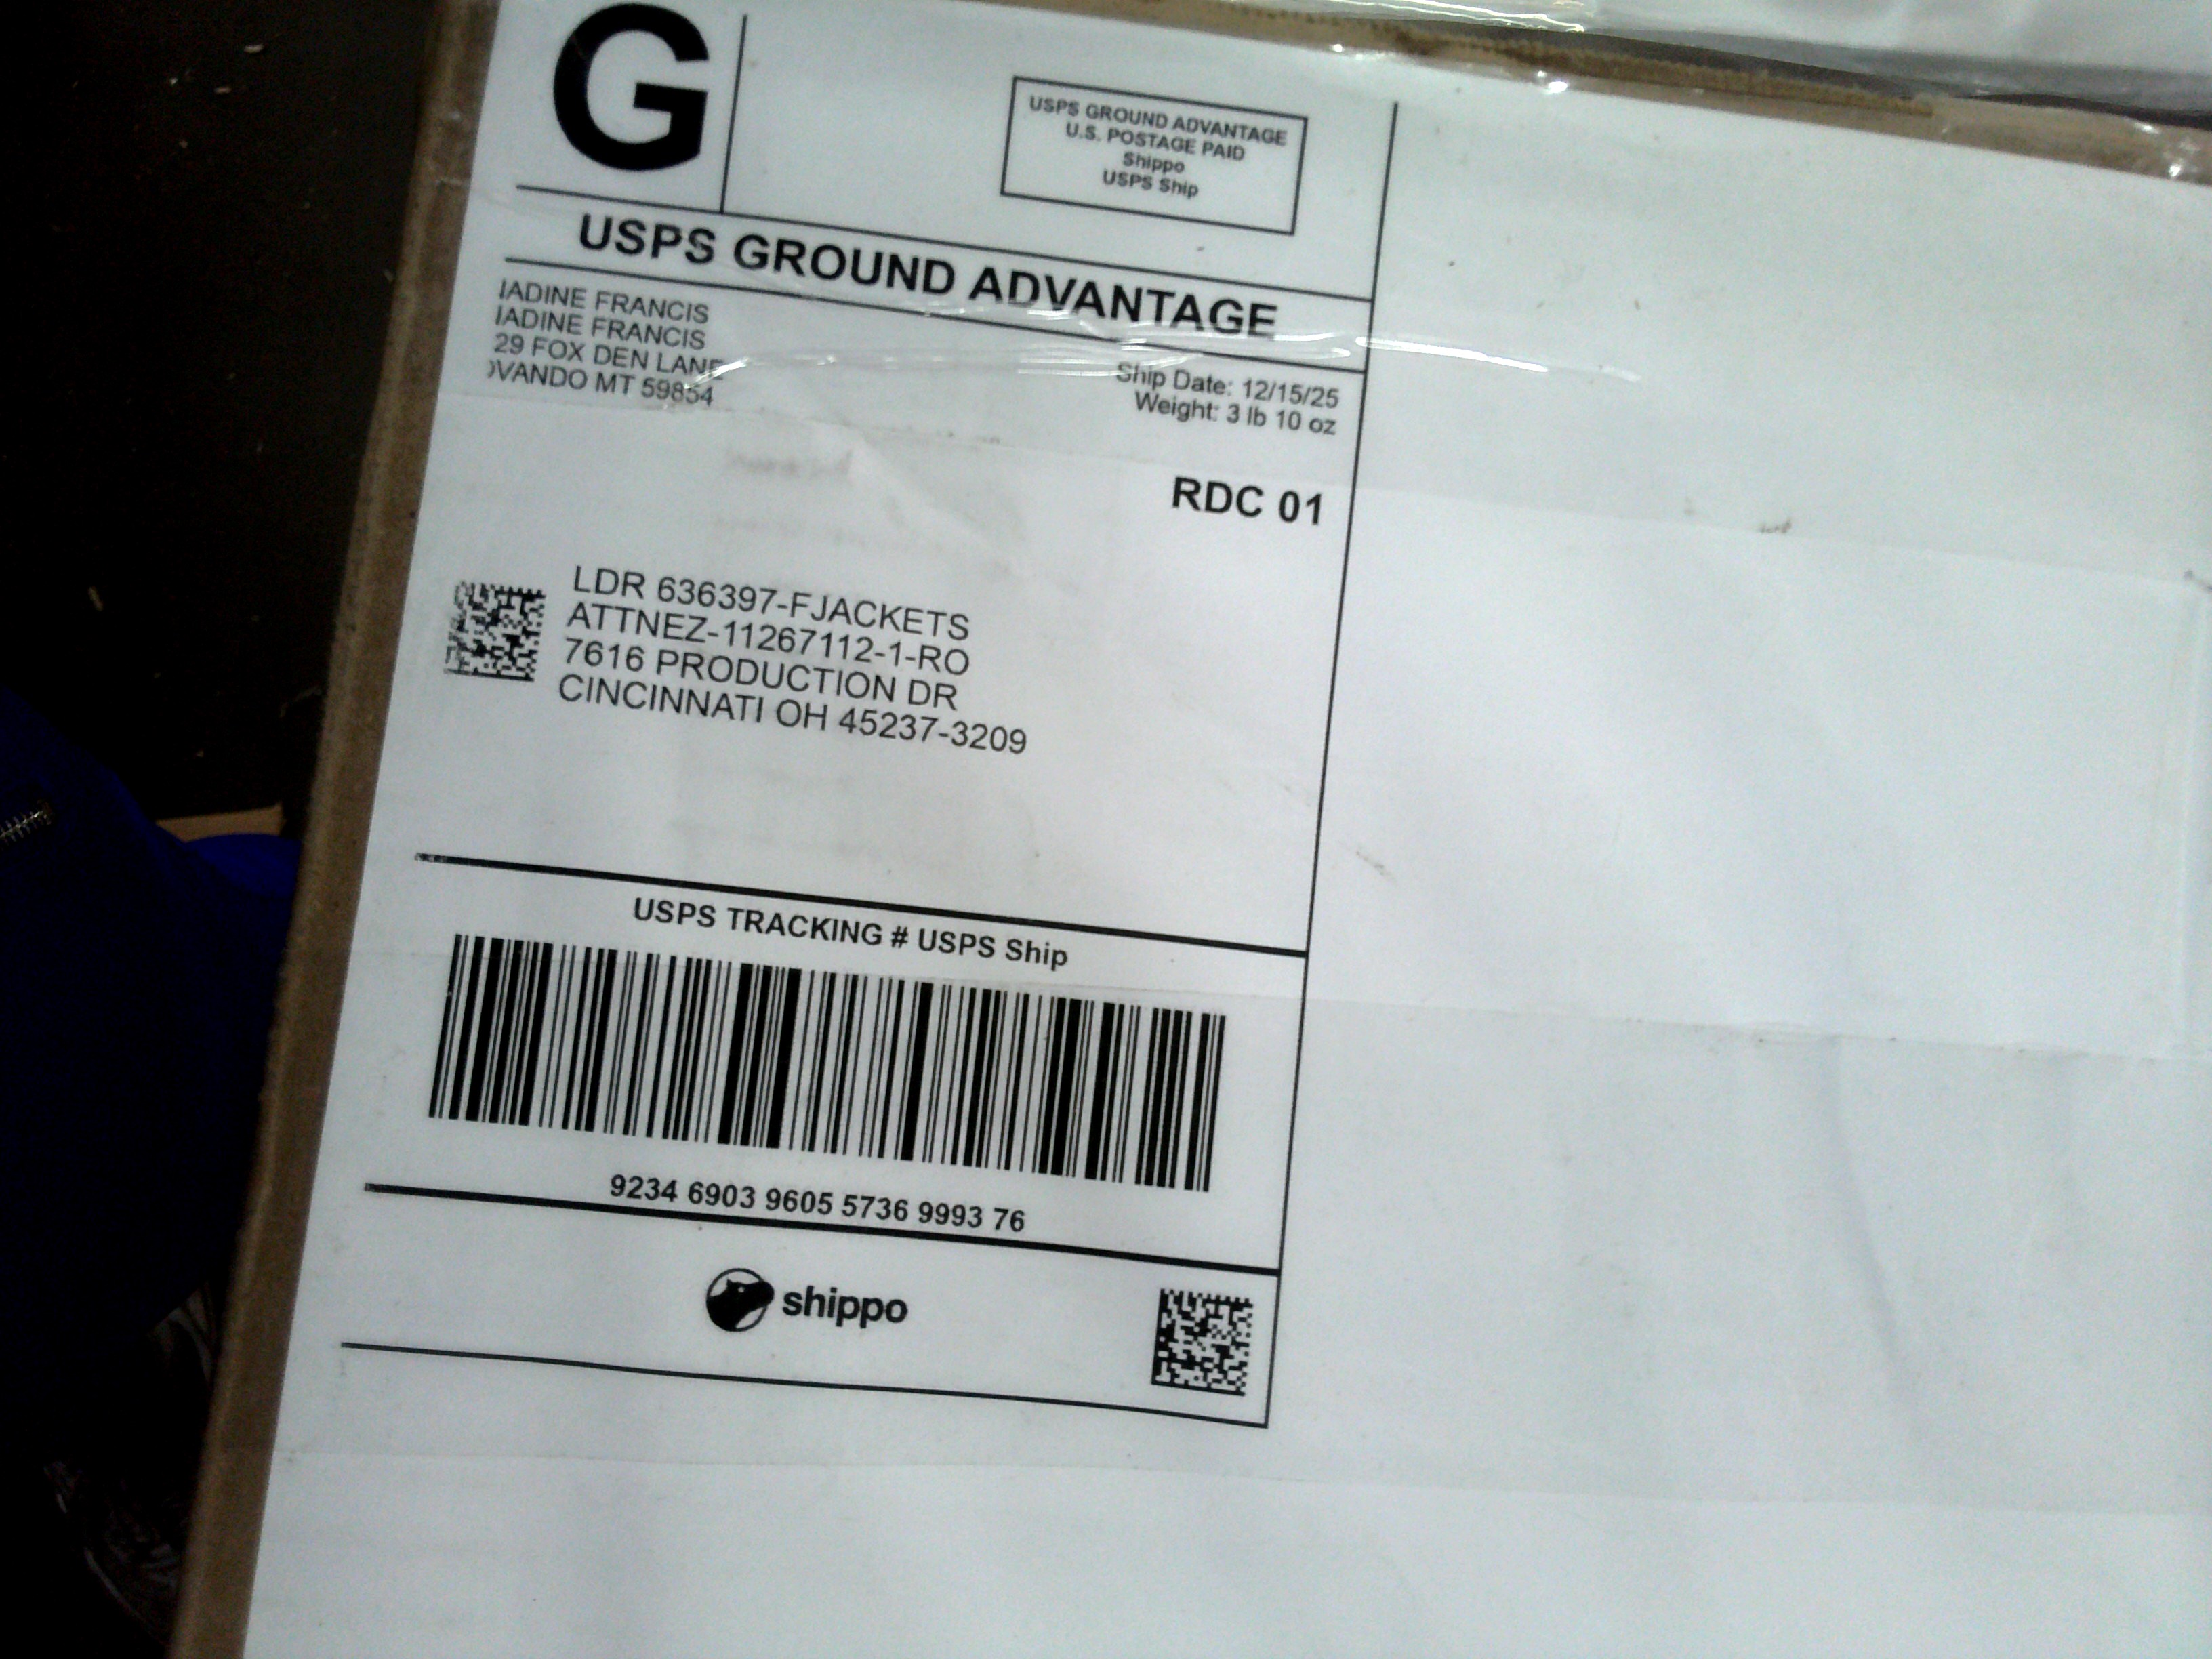 G
USPS GROUND ADVANTAGE
U.S. POSTAGE PAID
Shippo
USPS Ship
USPS GROUND ADVANTAGE
IADINE FRANCIS
IADINE FRANCIS
29 FOX DEN LANE
OVANDO MT 59854
Ship Date: 12/15/25
Weight: 3 lb 10 oz
RDC 01
LDR 636397-FJACKETS
ATTNEZ-11267112-1-RO
7616 PRODUCTION DR
CINCINNATI OH 45237-3209
USPS TRACKING # USPS Ship
9234 6903 9605 5736 9993 76
shippo